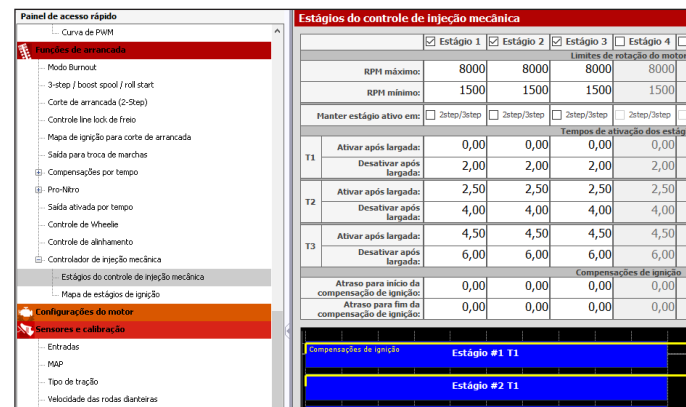 Painel de acesso rápido
Curva de PWM
Funções de arrancada
Modo Burnout
3-step / boost spool / roll start
Corte de arrancada (2-Step)
Controle line lock de freio
Mapa de ignição para corte de arrancada
Saída para troca de marchas
Compensações por tempo
Pro-Nitro
Saída ativada por tempo
Controle de Wheelie
Controle de alinhamento
Controlador de injeção mecânica
Estágios do controle de injeção mecânica
Mapa de estágios de ignição
Configurações do motor
Sensores e calibração
Entradas
MAP
Tipo de tração
Velocidade das rodas dianteiras
Estágios do controle de injeção mecânica
Estágio 1 Estágio 2 Estágio 3 Estágio 4
Limites de rotação do moto
RPM máximo: 8000 8000 8000 8000
RPM mínimo: 1500 1500 1500 1500
Manter estágio ativo em: 2step/3step 2step/3step 2step/3step 2step/3step
Tempos de ativação dos estág
T1
Ativar após largada: 0,00 0,00 0,00 0,00
Desativar após largada: 2,00 2,00 2,00 2,00
T2
Ativar após largada: 2,50 2,50 2,50 2,50
Desativar após largada: 4,00 4,00 4,00 4,00
T3
Ativar após largada: 4,50 4,50 4,50 4,50
Desativar após largada: 6,00 6,00 6,00 6,00
Compensações de ignição
Atraso para início da compensação de ignição: 0,00 0,00 0,00 0,00
Atraso para fim da compensação de ignição: 0,00 0,00 0,00 0,00
Compensações de ignição
Estágio #1 T1
Estágio #2 T1